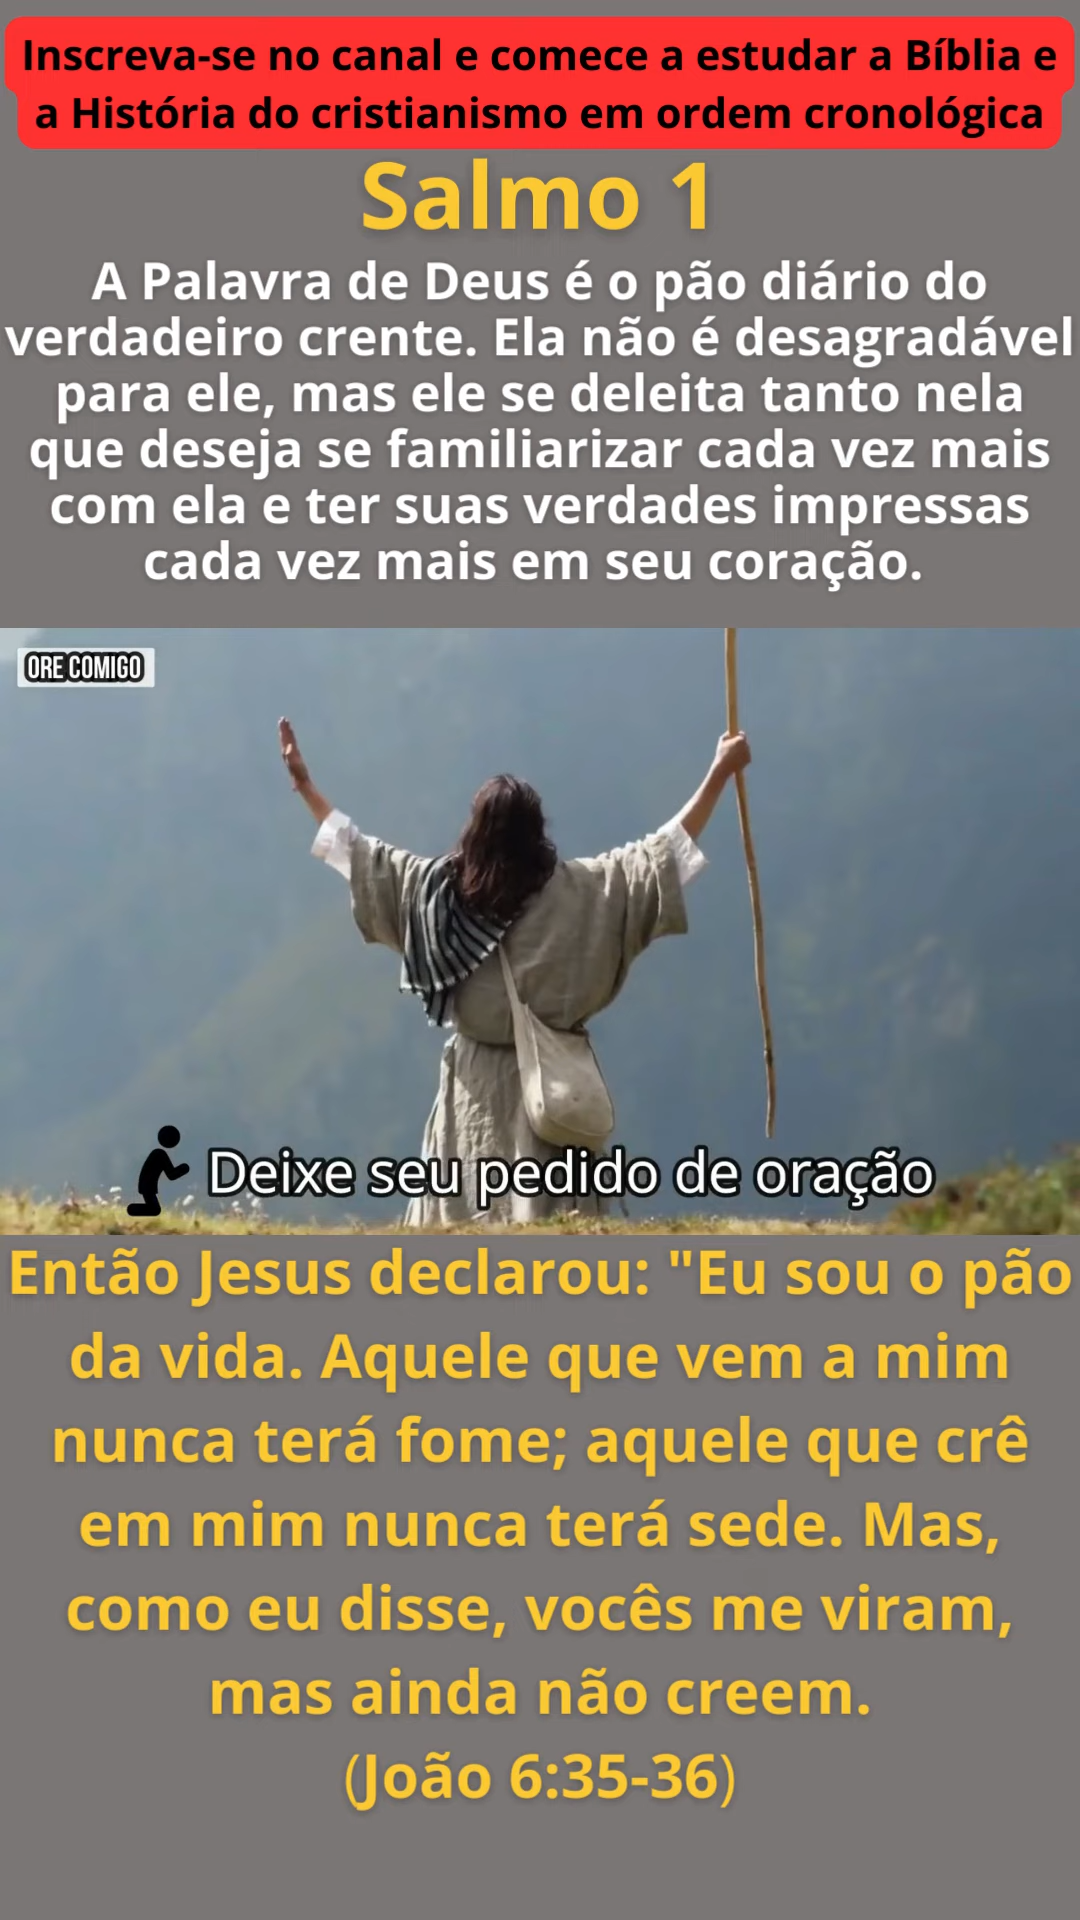 Inscreva-se no canal e comece a estudar a Bíblia e
a História do cristianismo em ordem cronológica
Salmo 1
A Palavra de Deus é o pão diário do
verdadeiro crente. Ela não é desagradável
para ele, mas ele se deleita tanto nela
que deseja se familiarizar cada vez mais
com ela e ter suas verdades impressas
cada vez mais em seu coração.
ORE COMIGO
Deixe seu pedido de oração
Então Jesus declarou: "Eu sou o pão
da vida. Aquele que vem a mim
nunca terá fome; aquele que crê
em mim nunca terá sede. Mas,
como eu disse, vocês me viram,
mas ainda não creem.
(João 6:35-36)